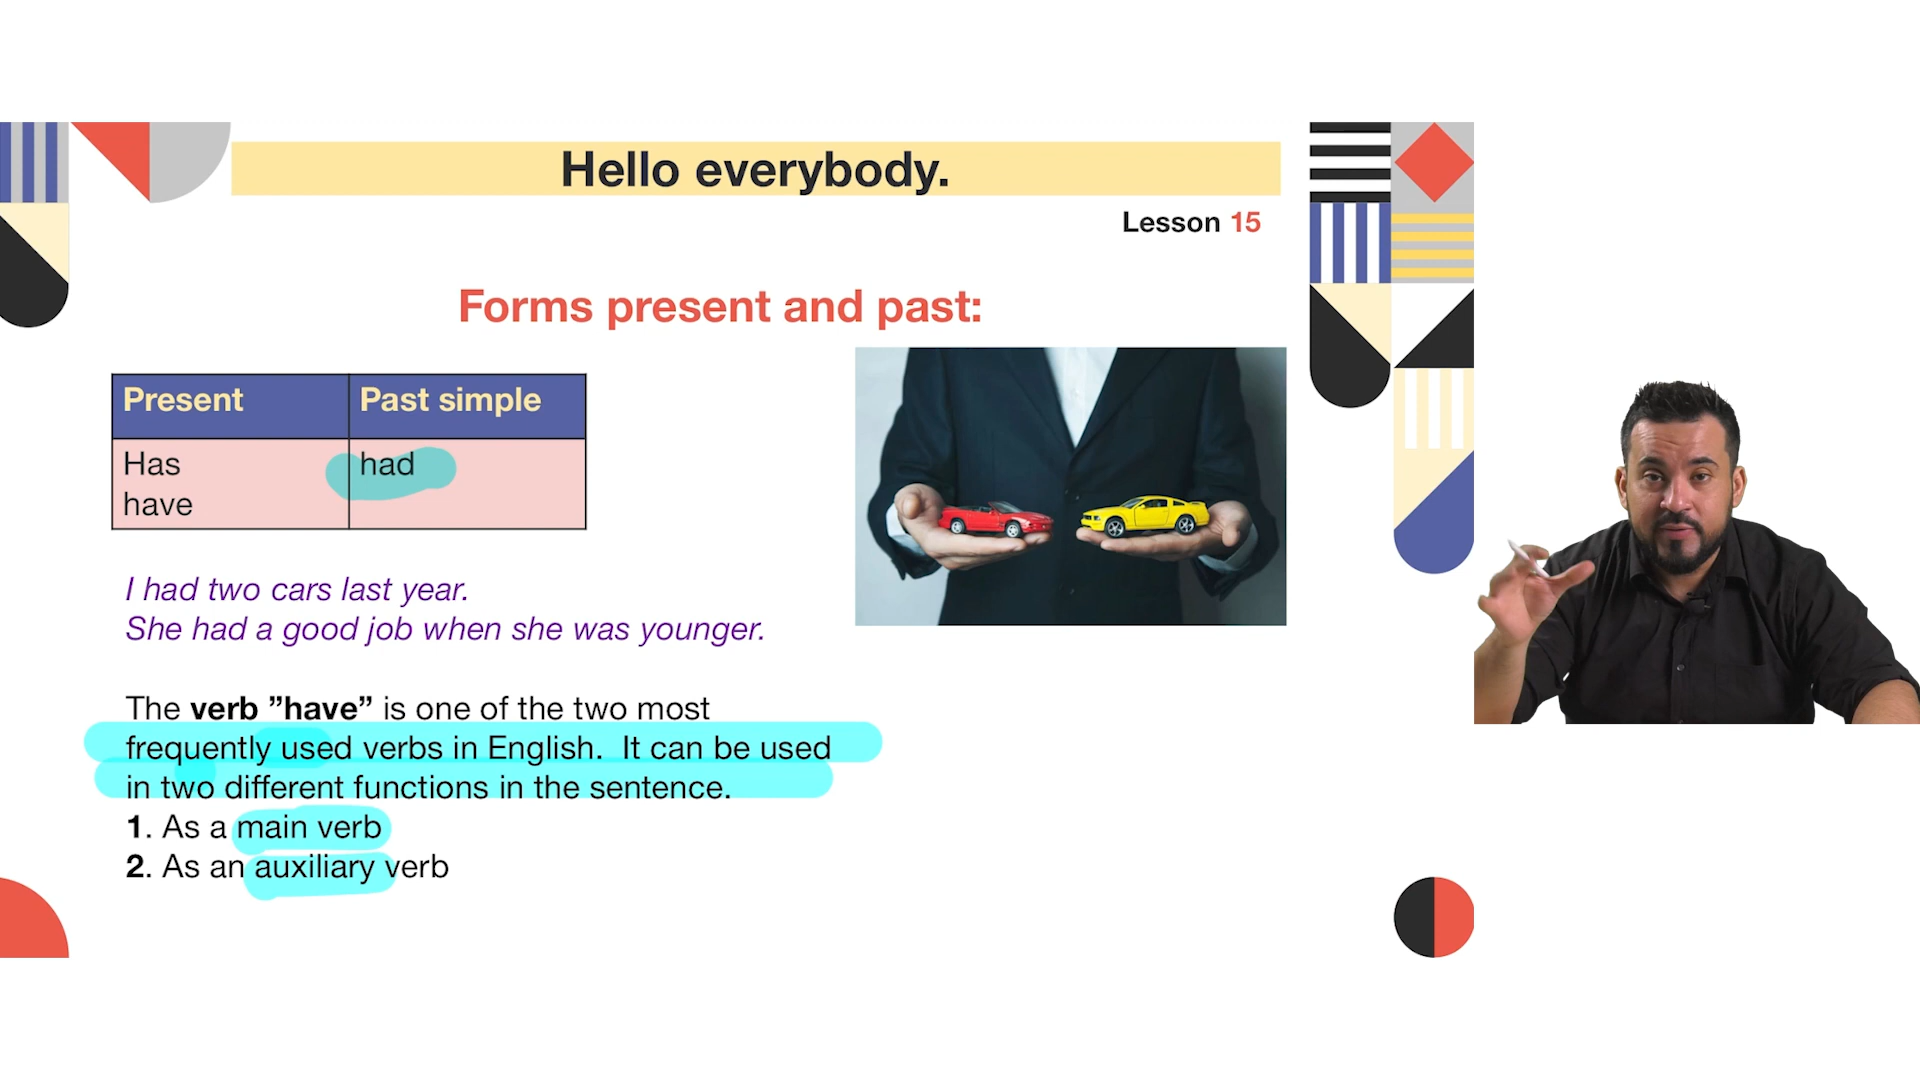 Hello everybody.
Lesson 15
Forms present and past:
Present
Past simple
Has
have
had
I had two cars last year.
She had a good job when she was younger.
The verb ”have” is one of the two most
frequently used verbs in English. It can be used
in two different functions in the sentence.
1. As a main verb
2. As an auxiliary verb